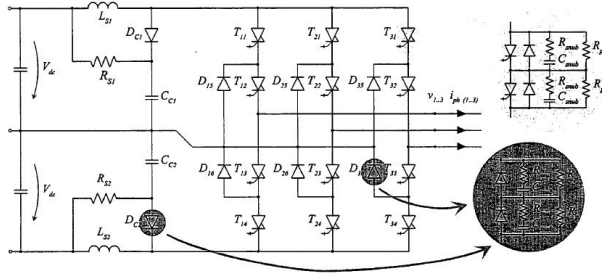 L_S1
D_C1
T_11
T_21
T_31
R_S1
V_dc
D_15
T_12
D_25
T_22
D_35
T_32
C_C1
v_1..3 i_ph (1..3)
R_snub
C_snub
R_snub
C_snub
C_C2
D_16
T_13
D_26
T_23
T_33
V_dc
R_S2
T_14
T_24
T_34
L_S2